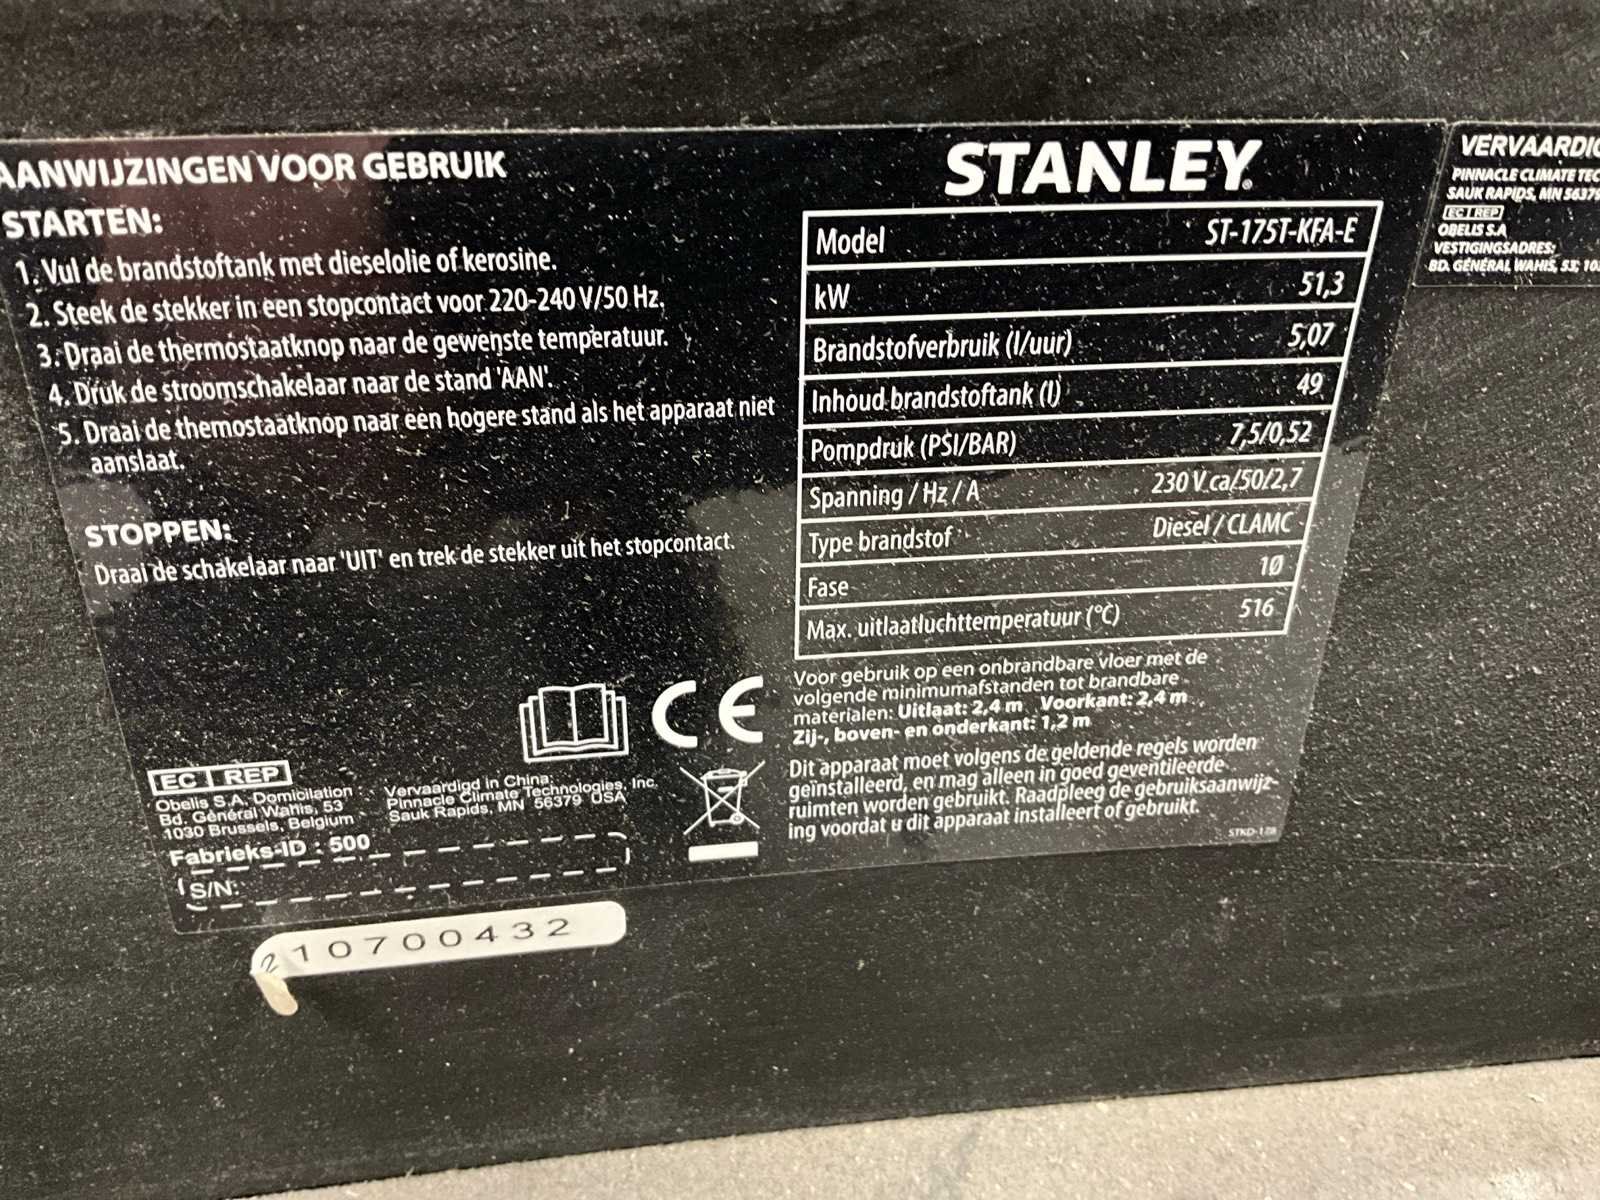 AANWIJZINGEN VOOR GEBRUIK
STARTEN:
1. Vul de brandstoftank met dieselolie of kerosine.
2. Steek de stekker in een stopcontact voor 220-240 V/50 Hz.
3. Draai de thermostaatknop naar de gewenste temperatuur.
4. Druk de stroomschakelaar naar de stand 'AAN'.
5. Draai de themostaatknop naar een hogere stand als het apparaat niet
aanslaat.
STOPPEN:
Draai de schakelaar naar 'UIT' en trek de stekker uit het stopcontact.
EC REP
Obelis S.A, Domicilation
Bd. Général Wahis, 53
1030 Brussels, Belgium
Vervaardigd in China:
Pinnacle Climate Technologies, Inc.
Sauk Rapids, MN 56379 USA
Fabrieks-ID : 500
S/N:
210700432
CE
STANLEY
Model ST-175T-KFA-E
kW 51,3
Brandstofverbruik (l/uur) 5,07
Inhoud brandstoftank (l) 49
Pompdruk (PSI/BAR) 7,5/0,52
Spanning / Hz / A 230 V ca/50/2,7
Type brandstof Diesel / CLAMC
Fase 1Ø
Max. uitlaatluchttemperatuur (°C) 516
Voor gebruik op een onbrandbare vloer met de
volgende minimumafstanden tot brandbare
materialen: Uitlaat: 2,4 m Voorkant: 2,4 m
Zij-, boven- en onderkant: 1,2 m
Dit apparaat moet volgens de geldende regels worden
geïnstalleerd, en mag alleen in goed geventileerde
ruimten worden gebruikt. Raadpleeg de gebruiksaanwijz-
ing voordat u dit apparaat installeert of gebruikt.
VERVAARDIG
PINNACLE CLIMATE TEC
SAUK RAPIDS, MN 56379
EC REP
OBELIS S.A
VESTIGINGSADRES:
BD. GÉNÉRAL WAHIS, 53, 103